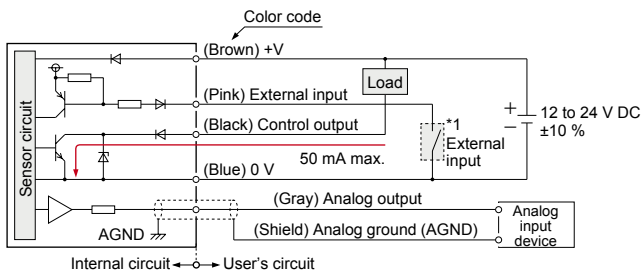 Color code
(Brown) +V
Load
(Pink) External input
(Black) Control output
*1
External
input
+
−
12 to 24 V DC
±10 %
Sensor circuit
50 mA max.
(Blue) 0 V
(Gray) Analog output
(Shield) Analog ground (AGND)
AGND
Analog
input
device
Internal circuit
User's circuit